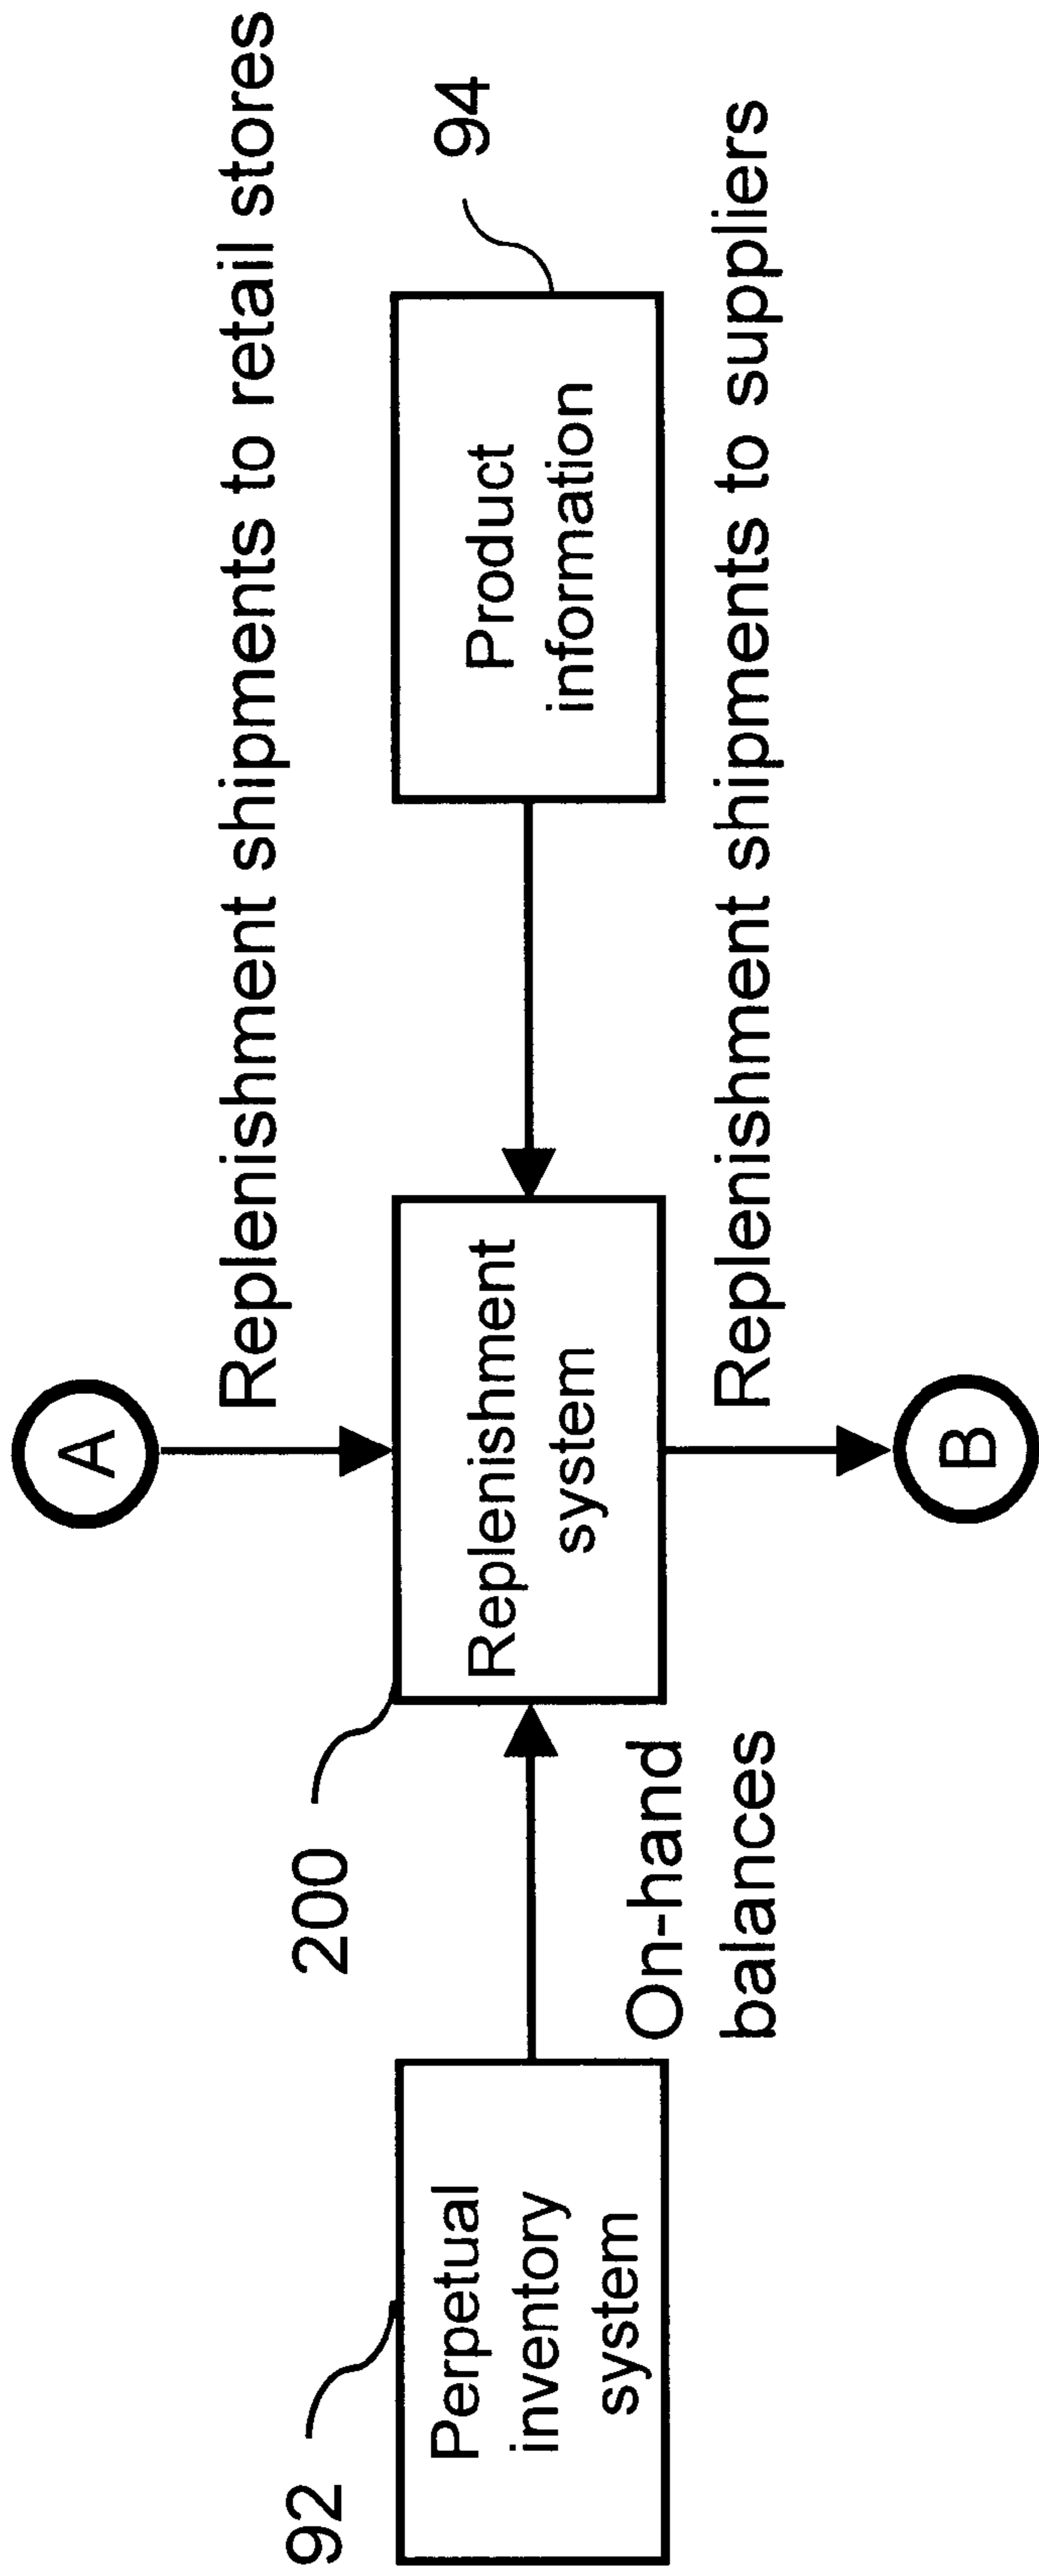 A
Replenishment shipments to retail stores
200
94
92
Perpetual
inventory
system
Replenishment
system
Product
information
On-hand
balances
Replenishment shipments to suppliers
B